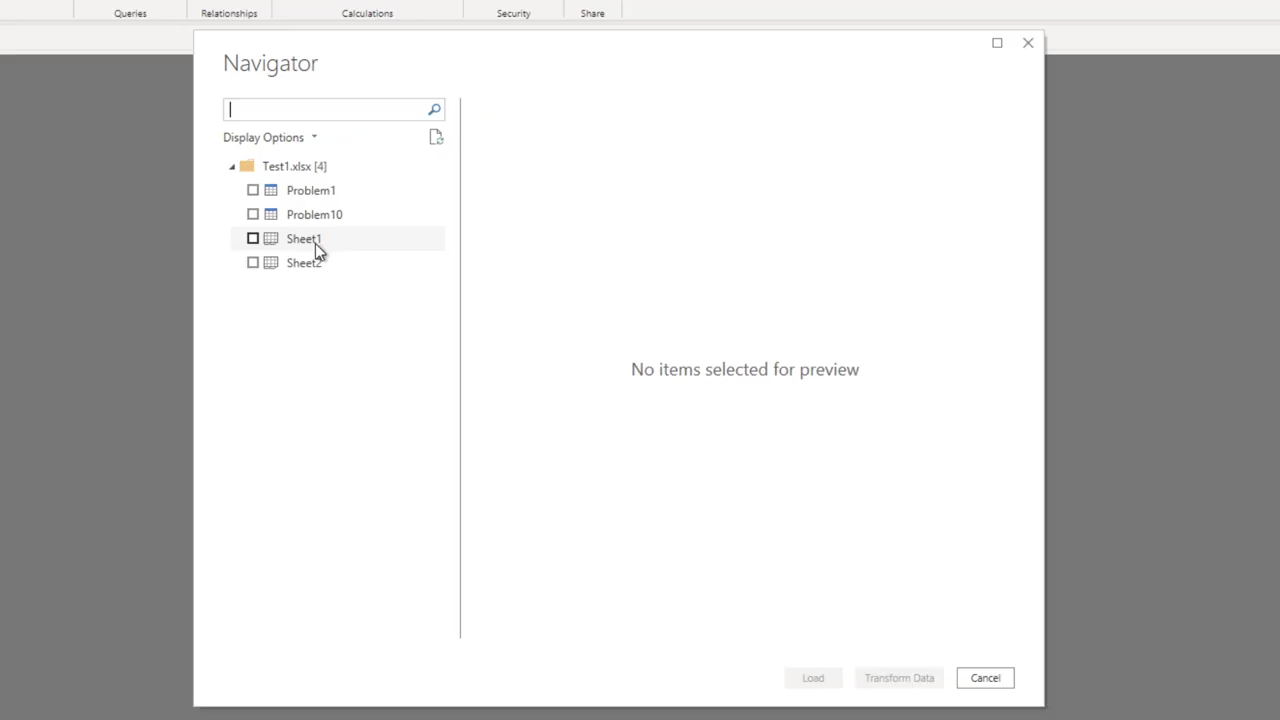 Queries Relationships Calculations Security Share
Navigator
Display Options
Test1.xlsx [4]
Problem1
Problem10
Sheet1
Sheet2
No items selected for preview
Load Transform Data Cancel